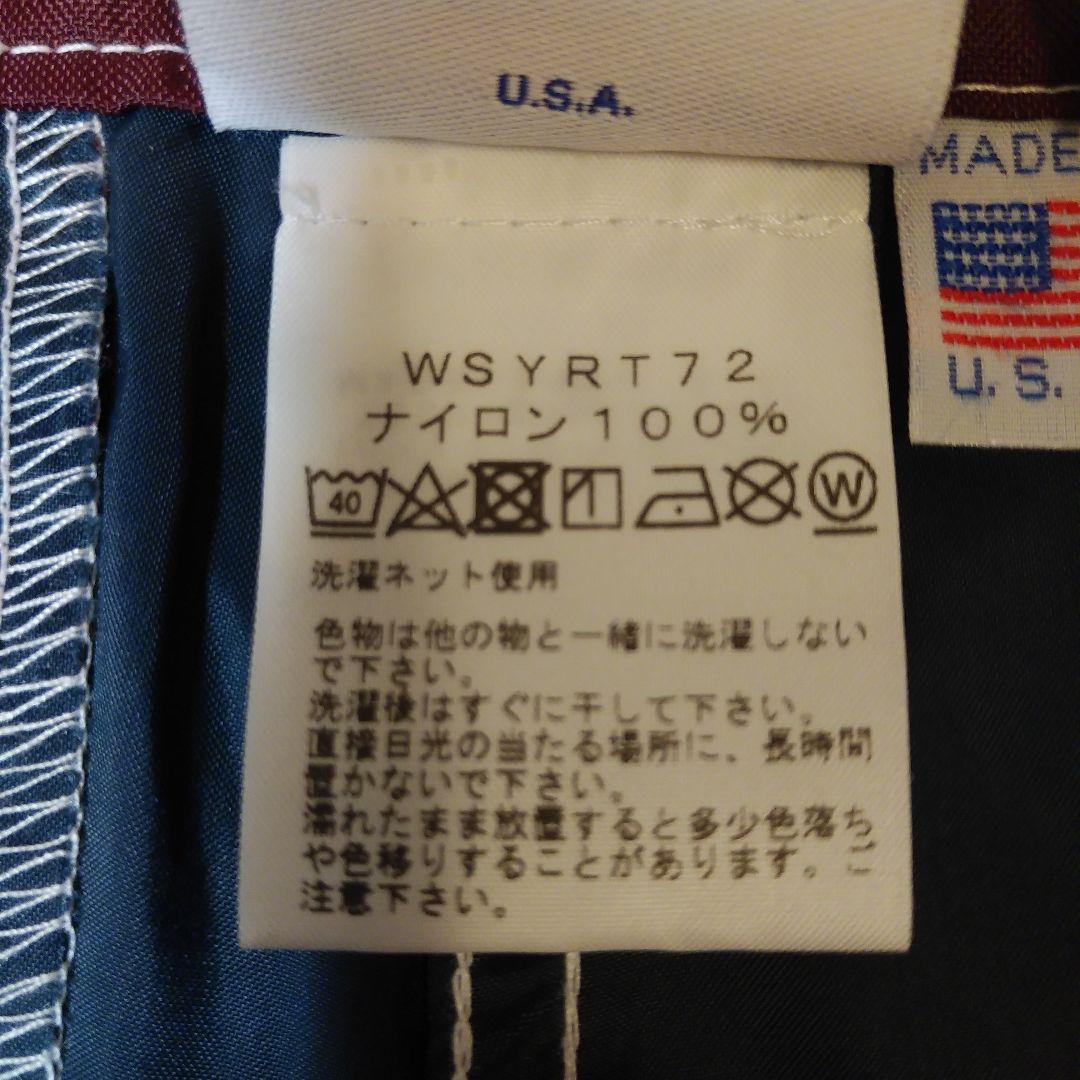 U.S.A.
MADE
U.S.
WSYRT72
ナイロン100%
40 W
洗濯ネット使用
色物は他の物と一緒に洗濯しない
で下さい。
洗濯後はすぐに干して下さい。
直接日光の当たる場所に、長時間
置かないで下さい。
濡れたまま放置すると多少色落ち
や色移りすることがあります。ご
注意下さい。